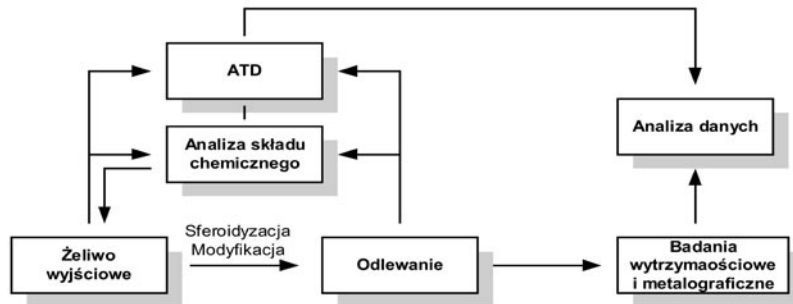 ATD
Analiza składu
chemicznego
Analiza danych
Sferoidyzacja
Modyfikacja
Żeliwo
wyjściowe
Odlewanie
Badania
wytrzymaościowe
i metalograficzne